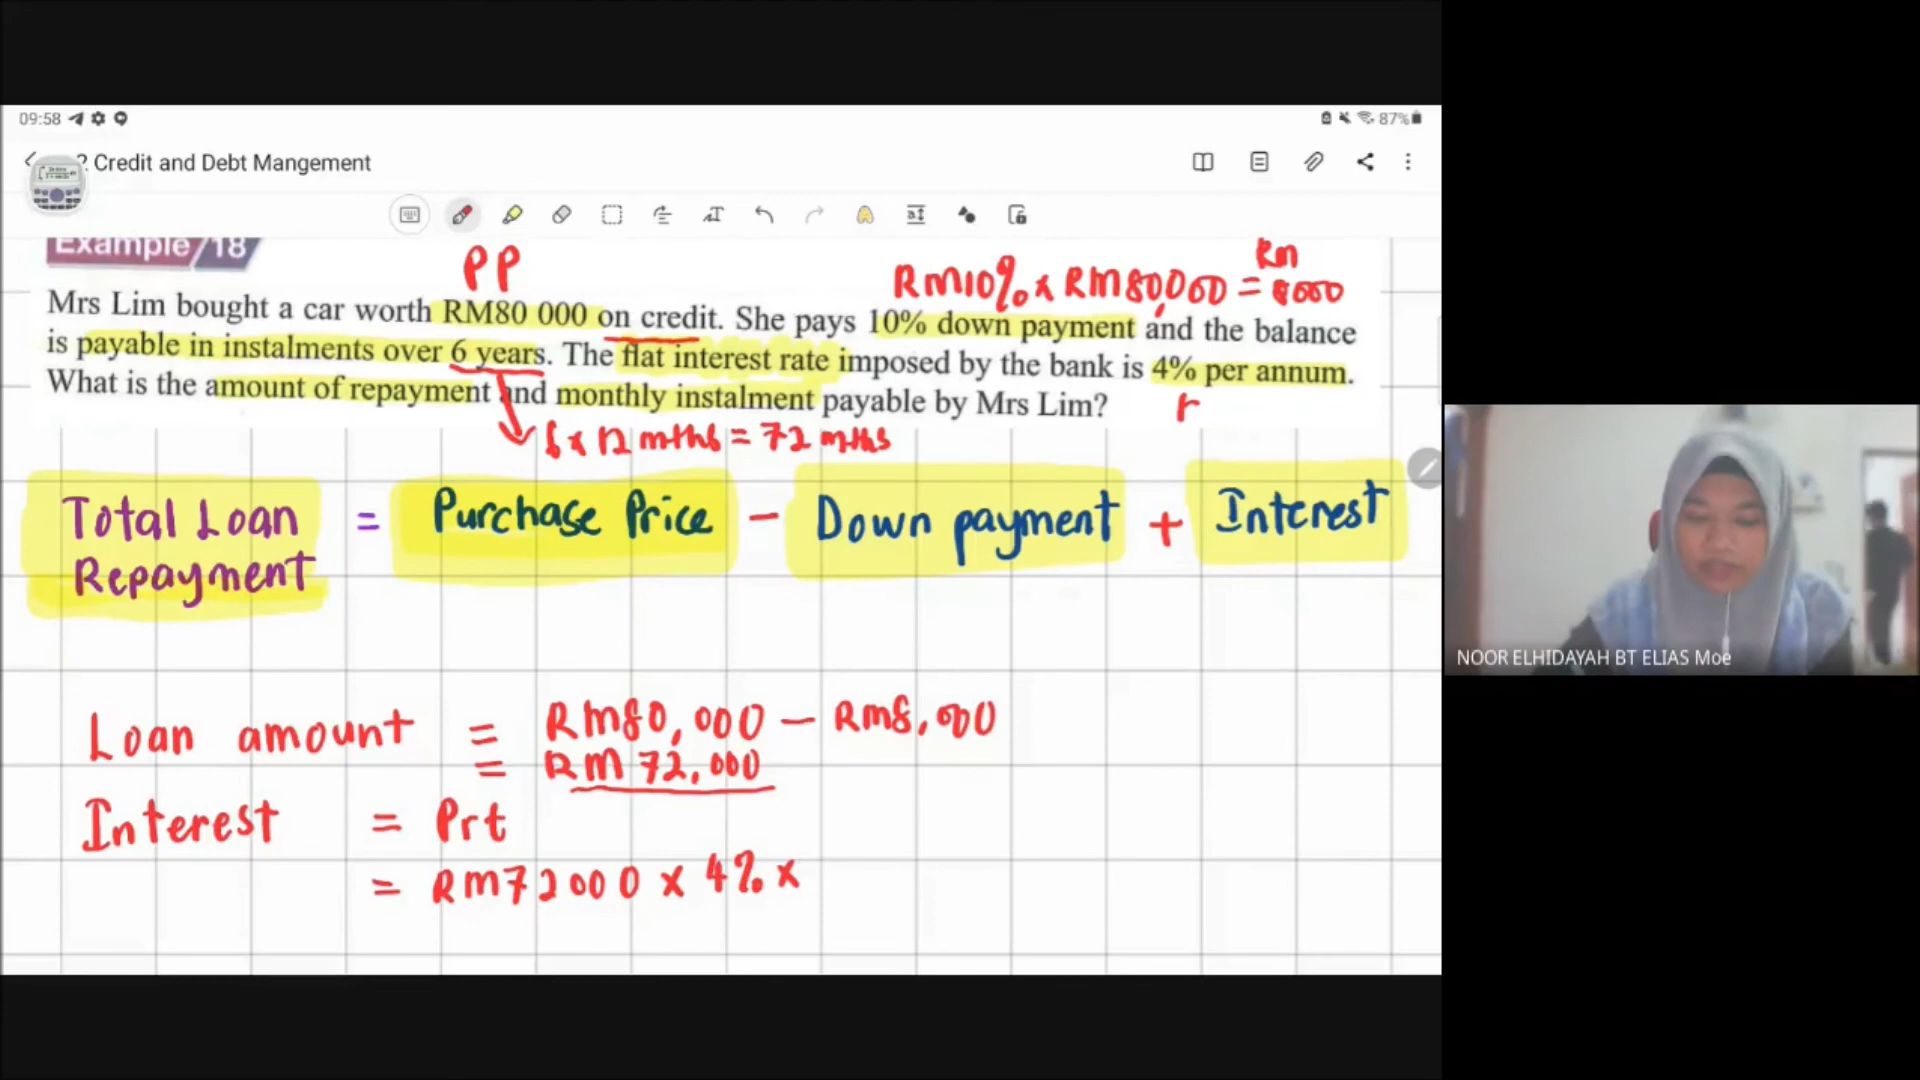 09:58
87%
2 Credit and Debt Mangement
Example 18
PP
RM10% x RM80,000 = RM 8000
Mrs Lim bought a car worth RM80 000 on credit. She pays 10% down payment and the balance
is payable in instalments over 6 years. The flat interest rate imposed by the bank is 4% per annum.
What is the amount of repayment and monthly instalment payable by Mrs Lim?
r
6 x 12 mths = 72 mths
Total Loan Repayment = Purchase Price - Down payment + Interest
Loan amount = RM80,000 - RM8,000
= RM 72,000
Interest = Prt
= RM72000 x 4% x
NOOR ELHIDAYAH BT ELIAS Moe